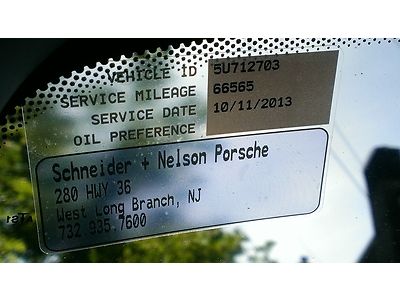 VEHICLE ID 5U712703
SERVICE MILEAGE 66565
SERVICE DATE 10/11/2013
OIL PREFERENCE
Schneider + Nelson Porsche
280 HWY 36
West Long Branch, NJ
732.935.7600